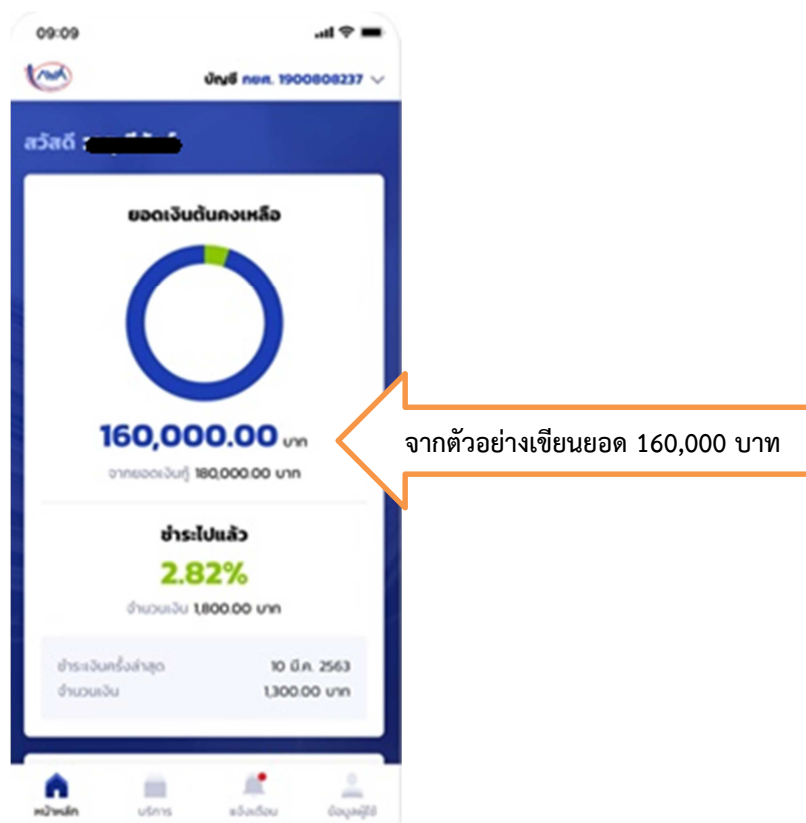 09:09
บัญชี กยศ. 1900808237
สวัสดี
ยอดเงินต้นคงเหลือ
160,000.00 บาท
จากตัวอย่างเขียนยอด 160,000 บาท
จากยอดเงินกู้ 180,000.00 บาท
ชำระไปแล้ว
2.82%
จำนวนเงิน 1,800.00 บาท
ชำระเงินครั้งล่าสุด 10 มี.ค. 2563
จำนวนเงิน 1,300.00 บาท
หน้าหลัก บริการ แจ้งเตือน ข้อมูลผู้ใช้